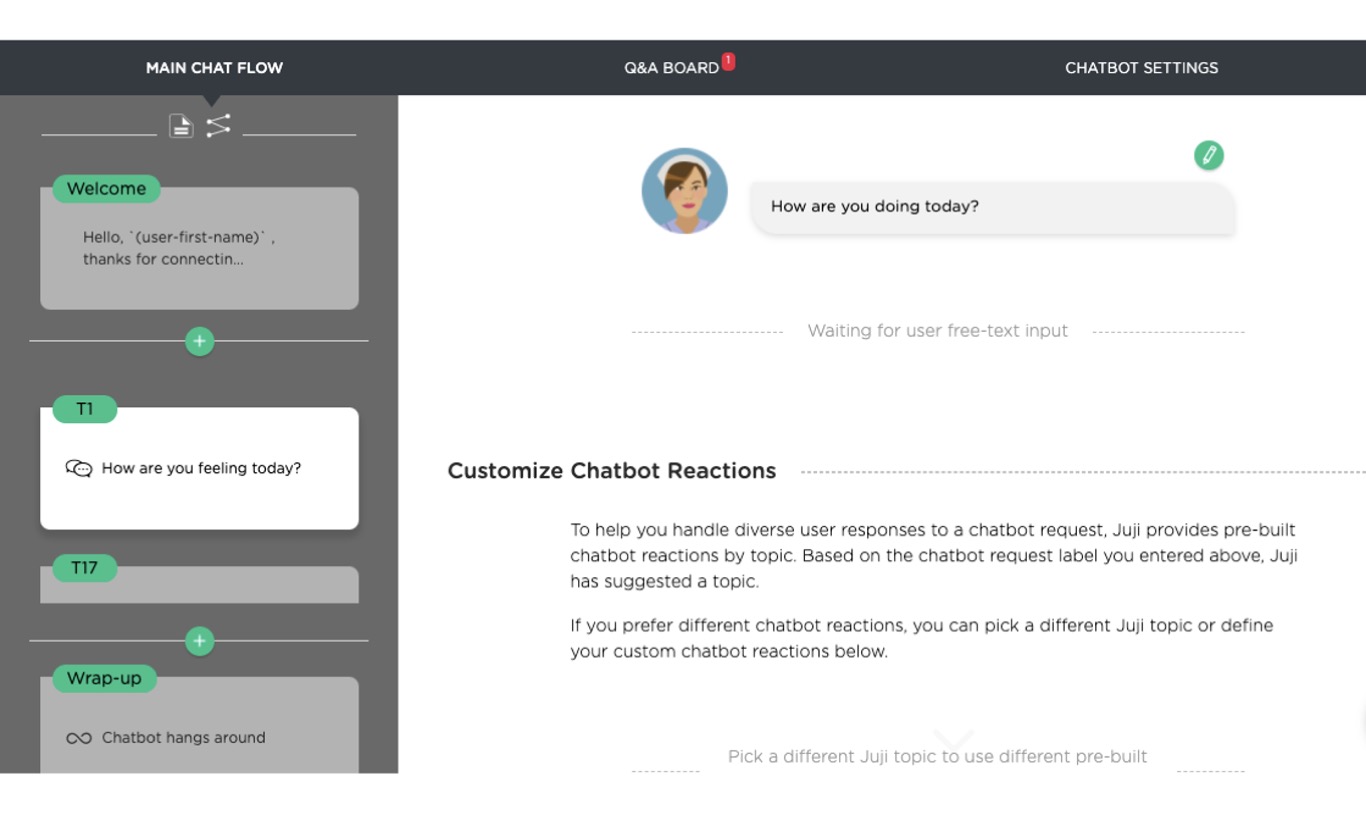 MAIN CHAT FLOW
Q&A BOARD 1
CHATBOT SETTINGS
Welcome
Hello, `(user-first-name)` ,
thanks for connectin...
+
T1
How are you feeling today?
T17
+
Wrap-up
Chatbot hangs around
How are you doing today?
Waiting for user free-text input
Customize Chatbot Reactions
To help you handle diverse user responses to a chatbot request, Juji provides pre-built
chatbot reactions by topic. Based on the chatbot request label you entered above, Juji
has suggested a topic.
If you prefer different chatbot reactions, you can pick a different Juji topic or define
your custom chatbot reactions below.
Pick a different Juji topic to use different pre-built